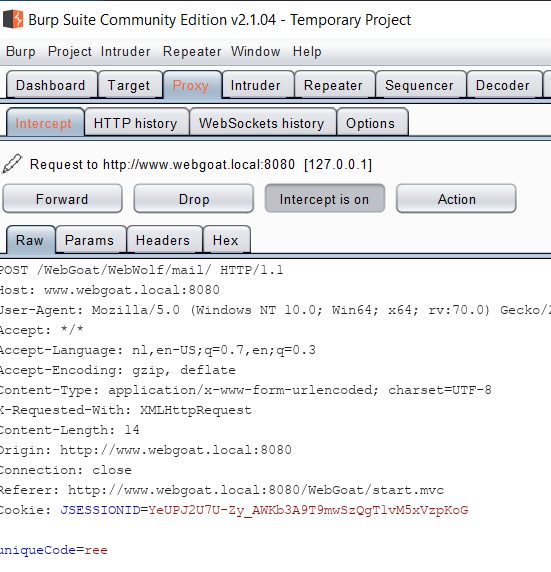 Burp Suite Community Edition v2.1.04 - Temporary Project
Burp Project Intruder Repeater Window Help
Dashboard Target Proxy Intruder Repeater Sequencer Decoder
Intercept HTTP history WebSockets history Options
Request to http://www.webgoat.local:8080 [127.0.0.1]
Forward Drop Intercept is on Action
Raw Params Headers Hex
POST /WebGoat/WebWolf/mail/ HTTP/1.1
Host: www.webgoat.local:8080
User-Agent: Mozilla/5.0 (Windows NT 10.0; Win64; x64; rv:70.0) Gecko/2
Accept: */*
Accept-Language: nl,en-US;q=0.7,en;q=0.3
Accept-Encoding: gzip, deflate
Content-Type: application/x-www-form-urlencoded; charset=UTF-8
X-Requested-With: XMLHttpRequest
Content-Length: 14
Origin: http://www.webgoat.local:8080
Connection: close
Referer: http://www.webgoat.local:8080/WebGoat/start.mvc
Cookie: JSESSIONID=YeUPJ2U7U-Zy_AWKb3A9T9mwSzQgTlvM5xVzpKoG
uniqueCode=ree